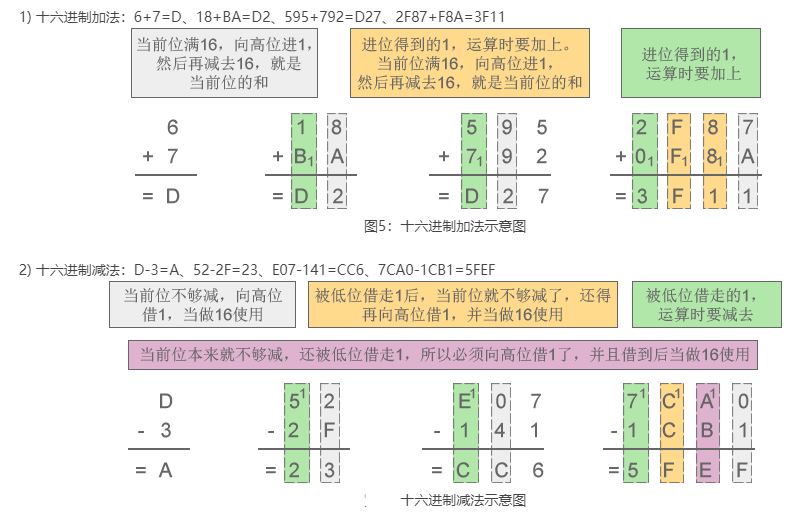 1) 十六进制加法：6+7=D、18+BA=D2、595+792=D27、2F87+F8A=3F11
当前位满16，向高位进1，
然后再减去16，就是
当前位的和
进位得到的1，运算时要加上。
当前位满16，向高位进1，
然后再减去16，就是当前位的和
进位得到的1，
运算时要加上
6 1 8 5 9 5 2 F 8 7
+ 7 + B1 A + 71 9 2 + 01 F1 81 A
= D = D 2 = D 2 7 = 3 F 1 1
图5：十六进制加法示意图
2) 十六进制减法：D-3=A、52-2F=23、E07-141=CC6、7CA0-1CB1=5FEF
当前位不够减，向高位
借1，当做16使用
被低位借走1后，当前位就不够减了，还得
再向高位借1，并当做16使用
被低位借走的1，
运算时要减去
当前位本来就不够减，还被低位借走1，所以必须向高位借1了，并且借到后当做16使用
D 51 2 E1 0 7 71 C1 A1 0
- 3 - 2 F - 1 4 1 - 1 C B 1
= A = 2 3 = C C 6 = 5 F E F
十六进制减法示意图